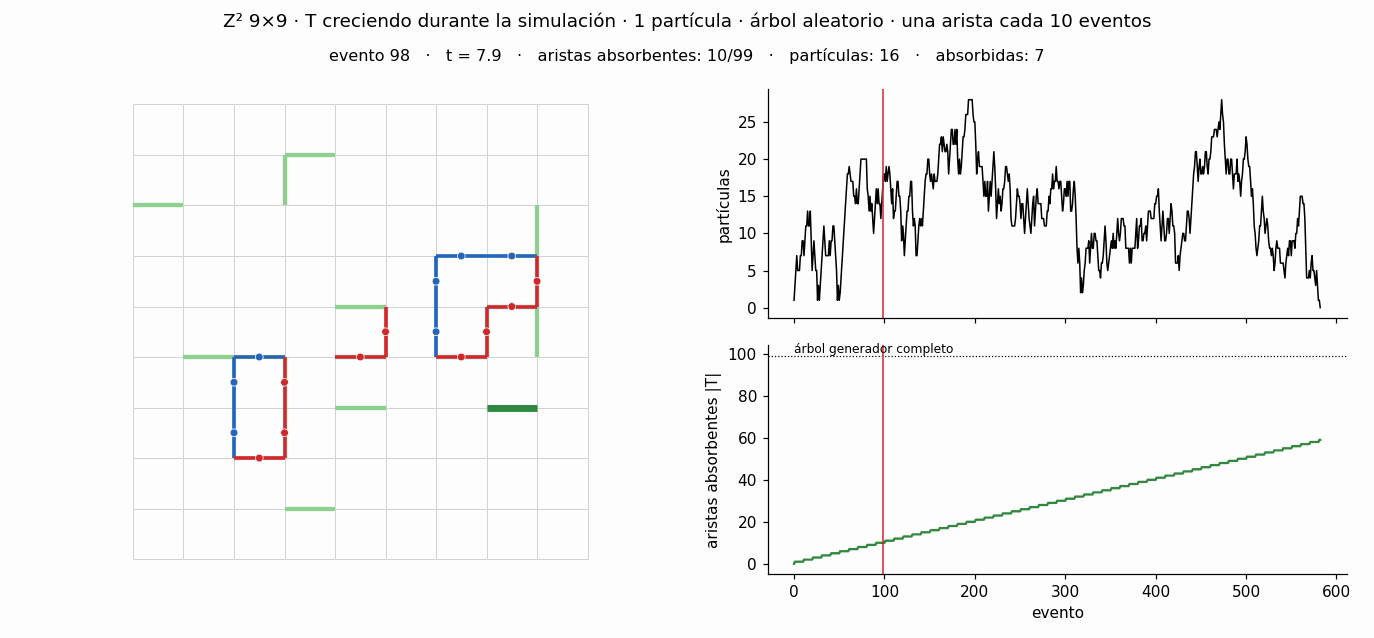 Z² 9×9 · T creciendo durante la simulación · 1 partícula · árbol aleatorio · una arista cada 10 eventos
evento 98 · t = 7.9 · aristas absorbentes: 10/99 · partículas: 16 · absorbidas: 7
partículas
25
20
15
10
5
0
árbol generador completo
aristas absorbentes |T|
100
80
60
40
20
0
0 100 200 300 400 500 600
evento